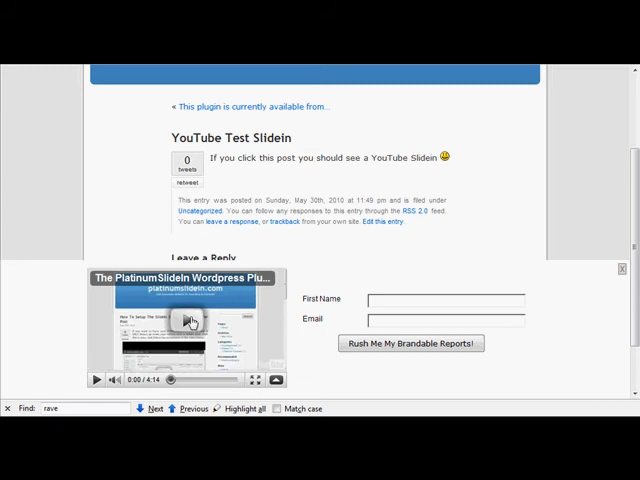 « This plugin is currently available from...
YouTube Test Slidein
0
tweets
retweet
If you click this post you should see a YouTube Slidein
This entry was posted on Sunday, May 30th, 2010 at 11:49 pm and is filed under
Uncategorized. You can follow any responses to this entry through the RSS 2.0 feed.
You can leave a response, or trackback from your own site. Edit this entry.
Leave a Reply
x
The PlatinumSlideIn Wordpress Plu...
platinumslidein.com
First Name
Email
Rush Me My Brandable Reports!
0:00 / 4:14
Find: rave Next Previous Highlight all Match case